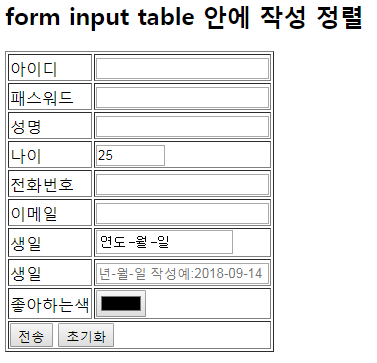 form input table 안에 작성 정렬
아이디
패스워드
성명
나이 25
전화번호
이메일
생일 연도-월-일
생일 년-월-일 작성예:2018-09-14
좋아하는색
전송 초기화